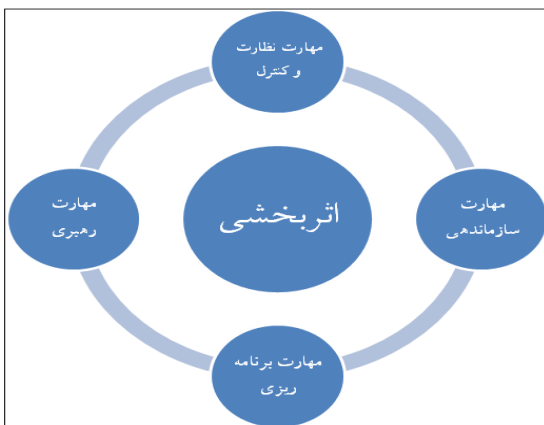 مهارت نظارت
و کنترل
اثربخشی
مهارت
سازماندهی
مهارت
رهبری
مهارت برنامه
ریزی